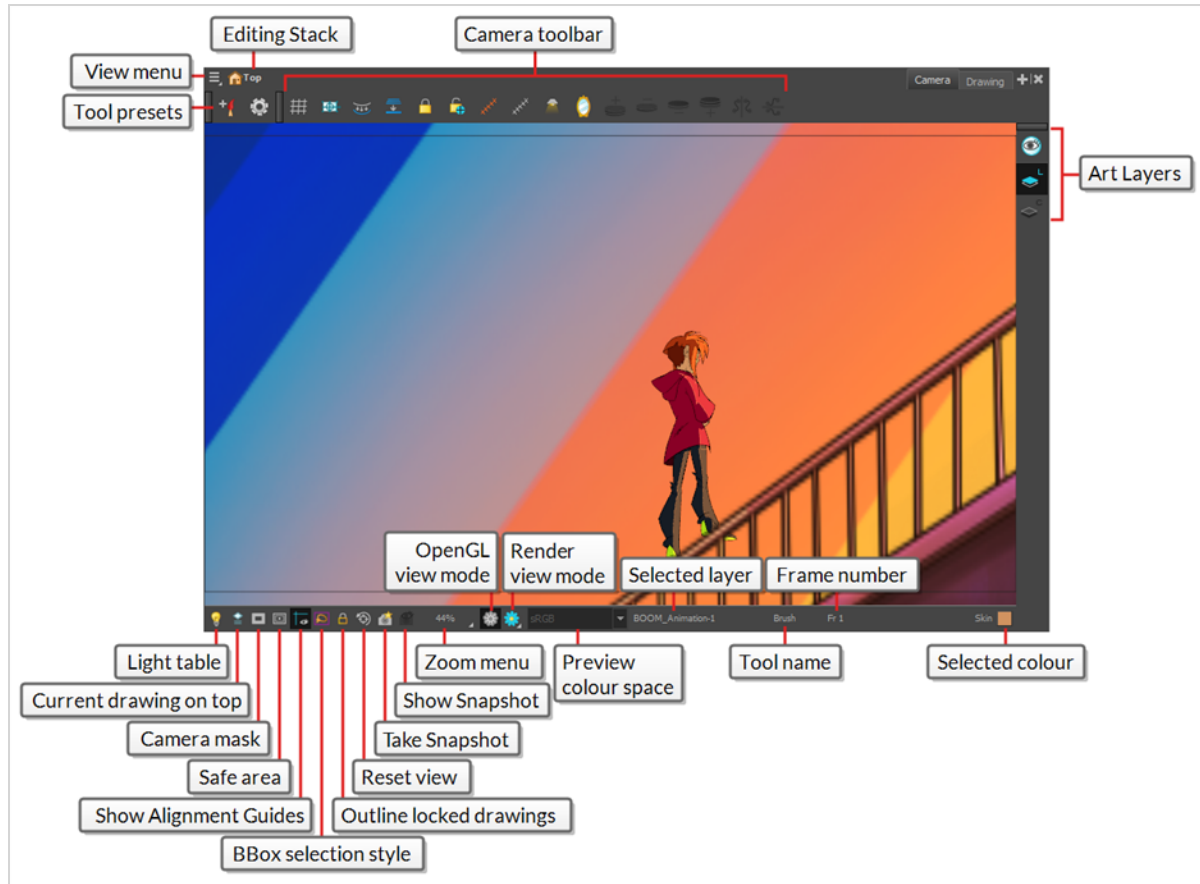 Editing Stack
Camera toolbar
View menu
Top
Camera
Drawing
Tool presets
L
Art Layers
C
OpenGL
view mode
Render
view mode
Selected layer
Frame number
44%
sRGB
BOOM_Animation-1
Brush
Fr 1
Skin
Light table
Zoom menu
Preview
colour space
Tool name
Selected colour
Current drawing on top
Show Snapshot
Camera mask
Take Snapshot
Safe area
Reset view
Show Alignment Guides
Outline locked drawings
BBox selection style